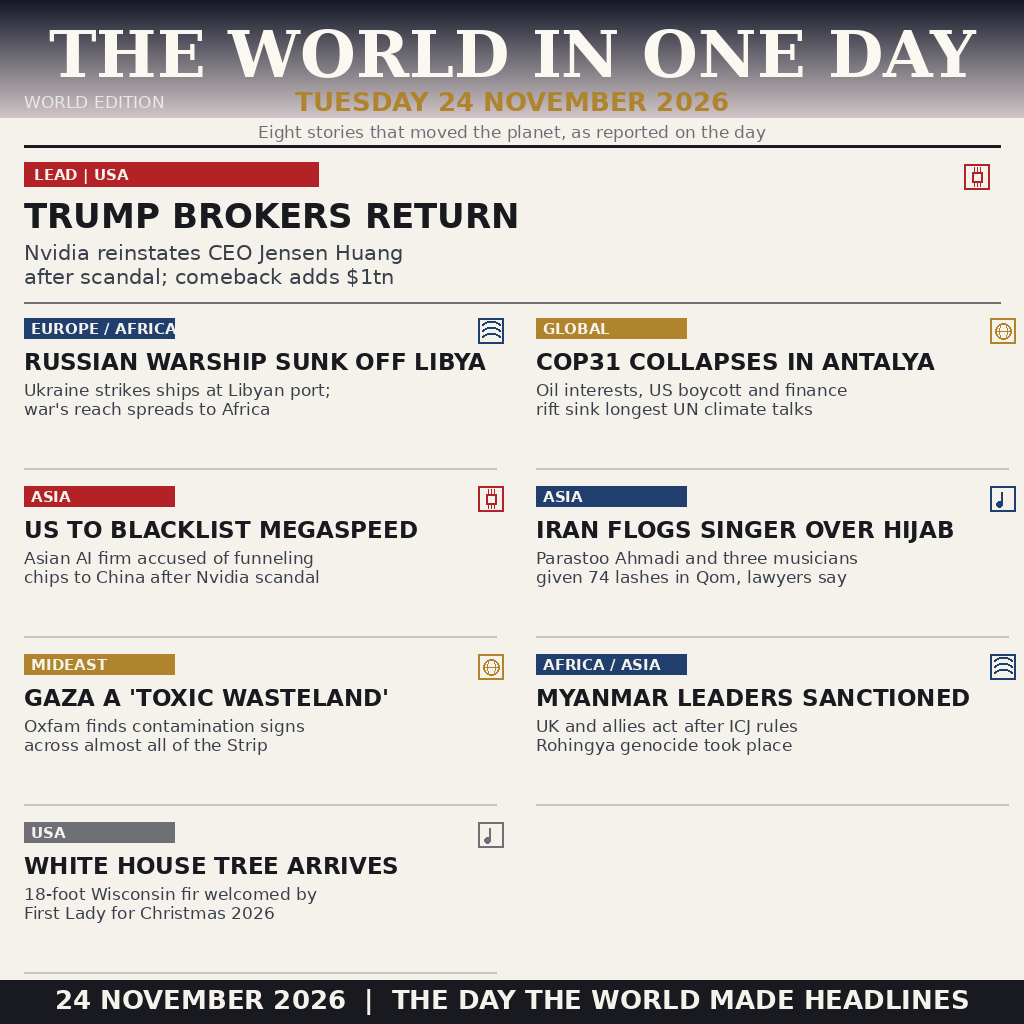 THE WORLD IN ONE DAY
WORLD EDITION
TUESDAY 24 NOVEMBER 2026
Eight stories that moved the planet, as reported on the day
LEAD | USA
TRUMP BROKERS RETURN
Nvidia reinstates CEO Jensen Huang
after scandal; comeback adds $1tn
EUROPE / AFRICA
RUSSIAN WARSHIP SUNK OFF LIBYA
Ukraine strikes ships at Libyan port;
war's reach spreads to Africa
GLOBAL
COP31 COLLAPSES IN ANTALYA
Oil interests, US boycott and finance
rift sink longest UN climate talks
ASIA
US TO BLACKLIST MEGASPEED
Asian AI firm accused of funneling
chips to China after Nvidia scandal
ASIA
IRAN FLOGS SINGER OVER HIJAB
Parastoo Ahmadi and three musicians
given 74 lashes in Qom, lawyers say
MIDEAST
GAZA A 'TOXIC WASTELAND'
Oxfam finds contamination signs
across almost all of the Strip
AFRICA / ASIA
MYANMAR LEADERS SANCTIONED
UK and allies act after ICJ rules
Rohingya genocide took place
USA
WHITE HOUSE TREE ARRIVES
18-foot Wisconsin fir welcomed by
First Lady for Christmas 2026
24 NOVEMBER 2026 | THE DAY THE WORLD MADE HEADLINES